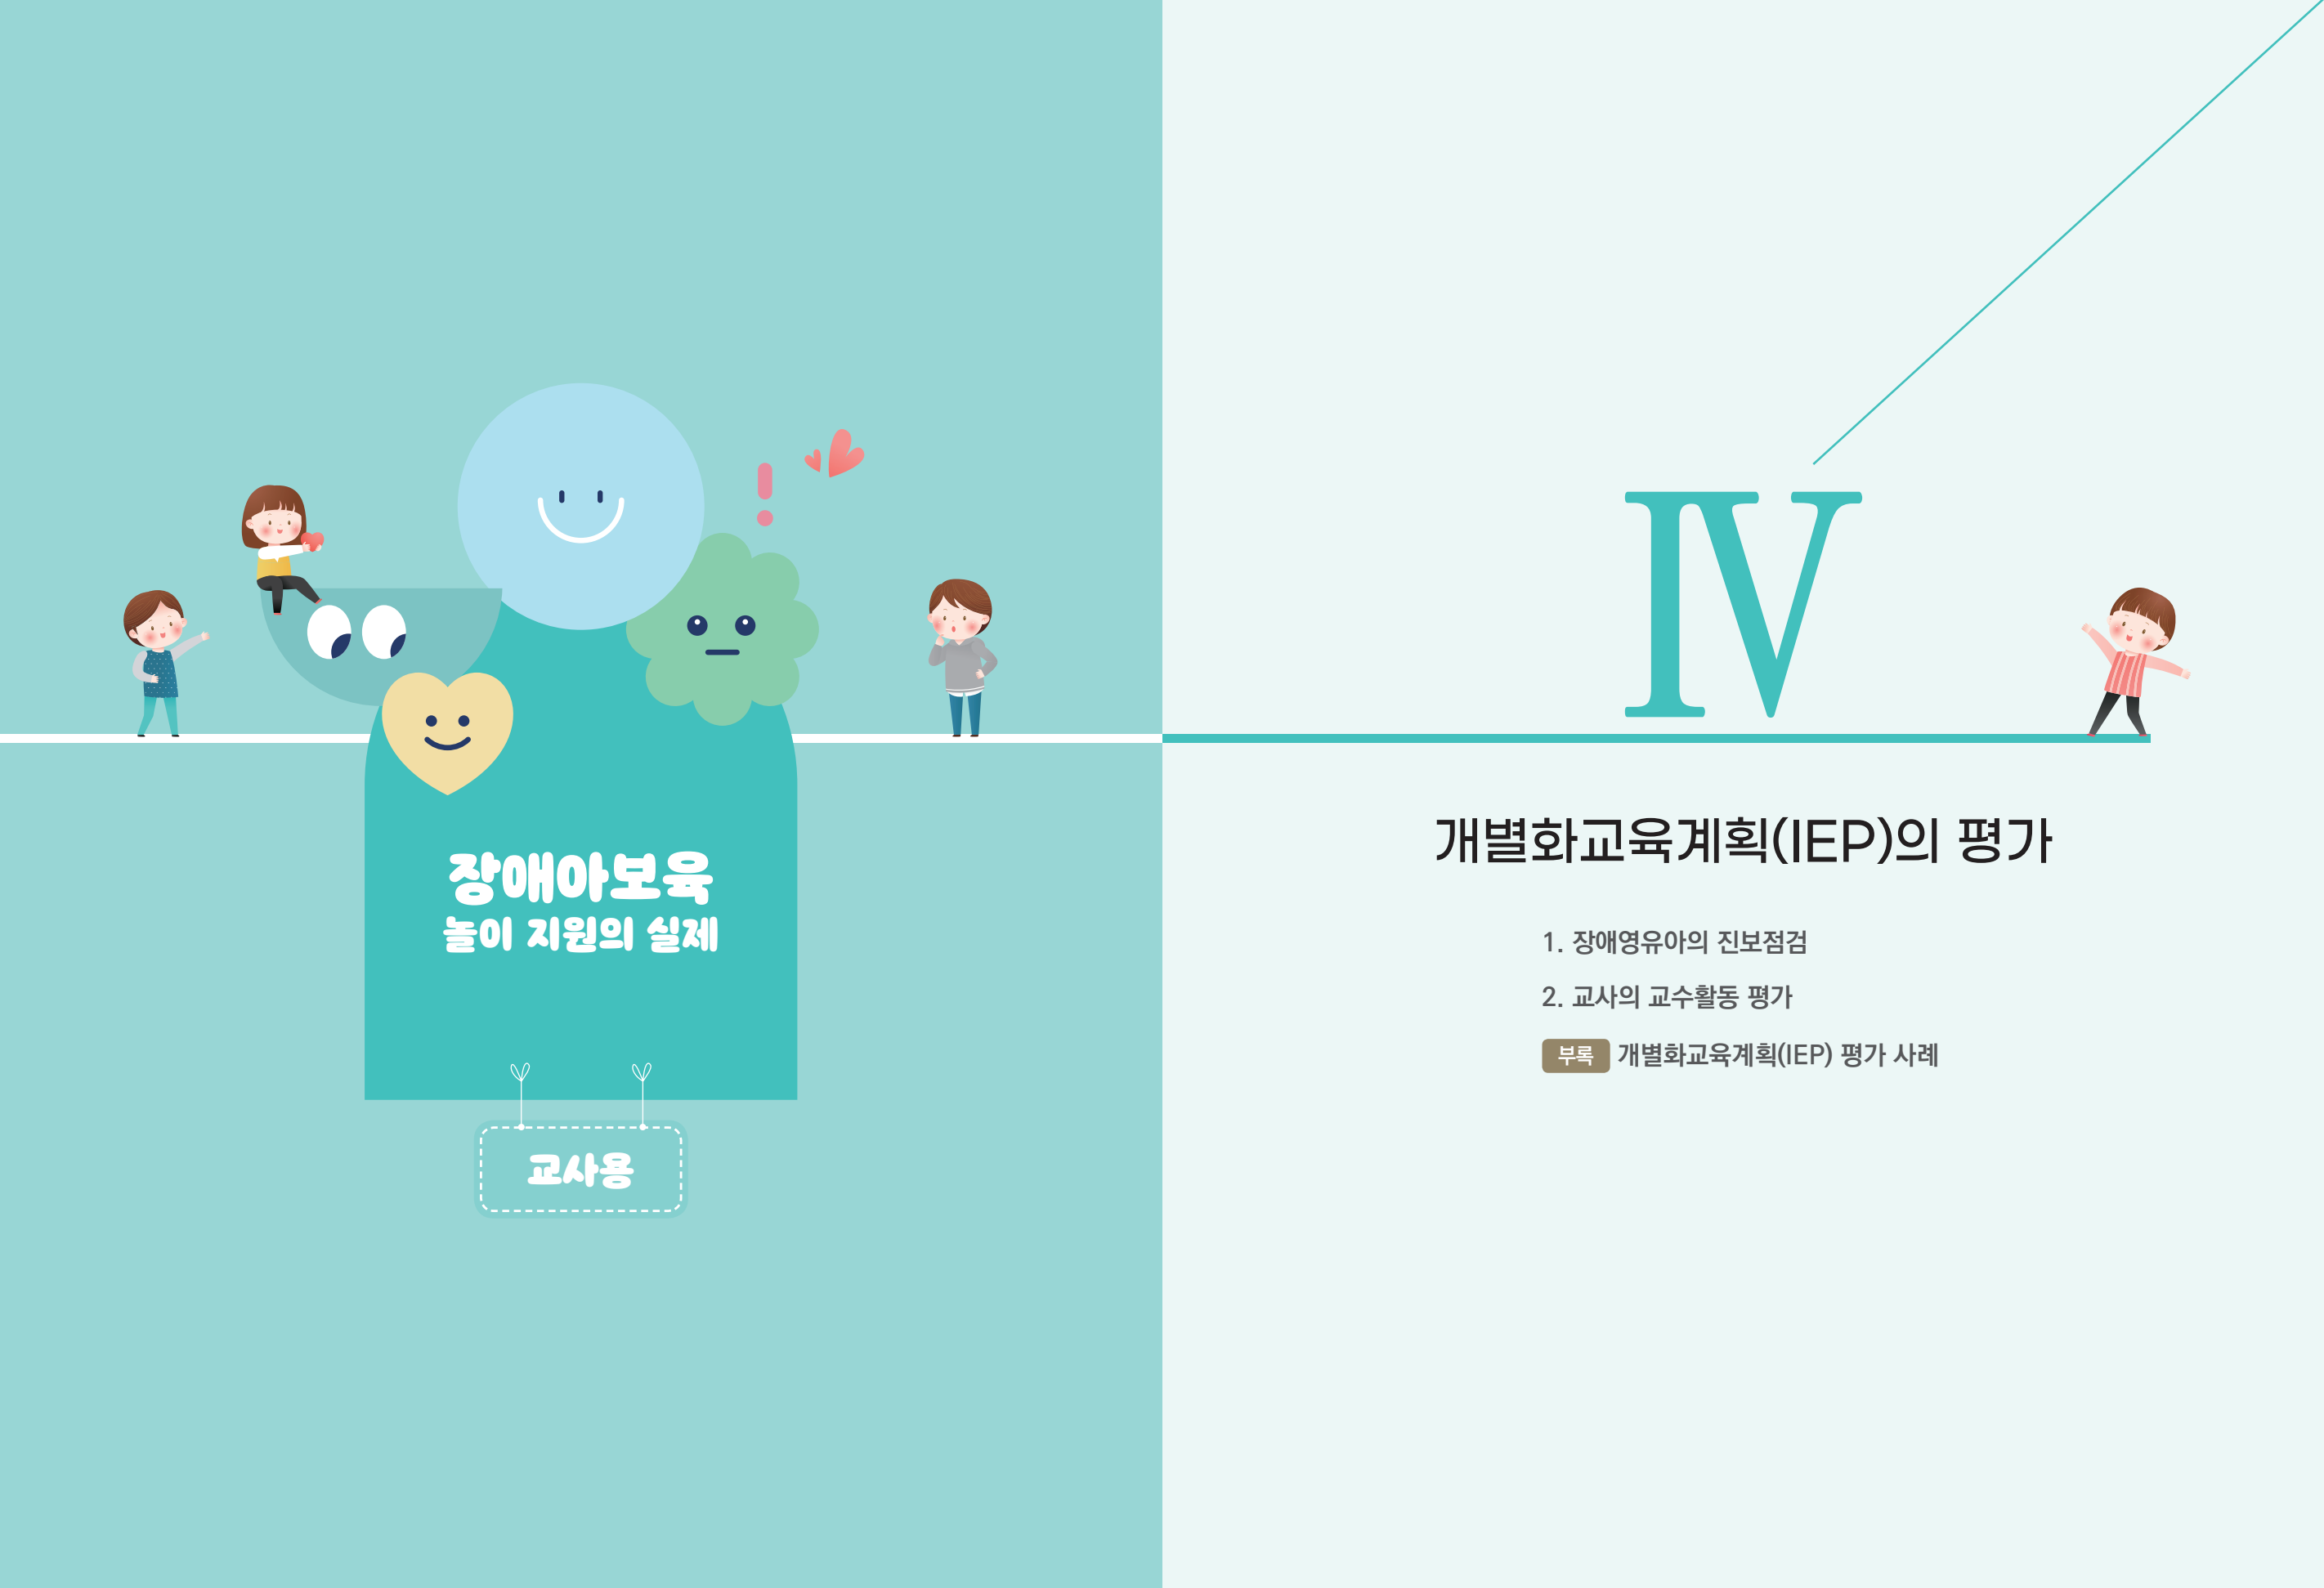 장애아보육
놀이 지원의 실제
교사용
Ⅳ
개별화교육계획(IEP)의 평가
1. 장애영유아의 진보점검
2. 교사의 교수활동 평가
부록 개별화교육계획(IEP) 평가 사례